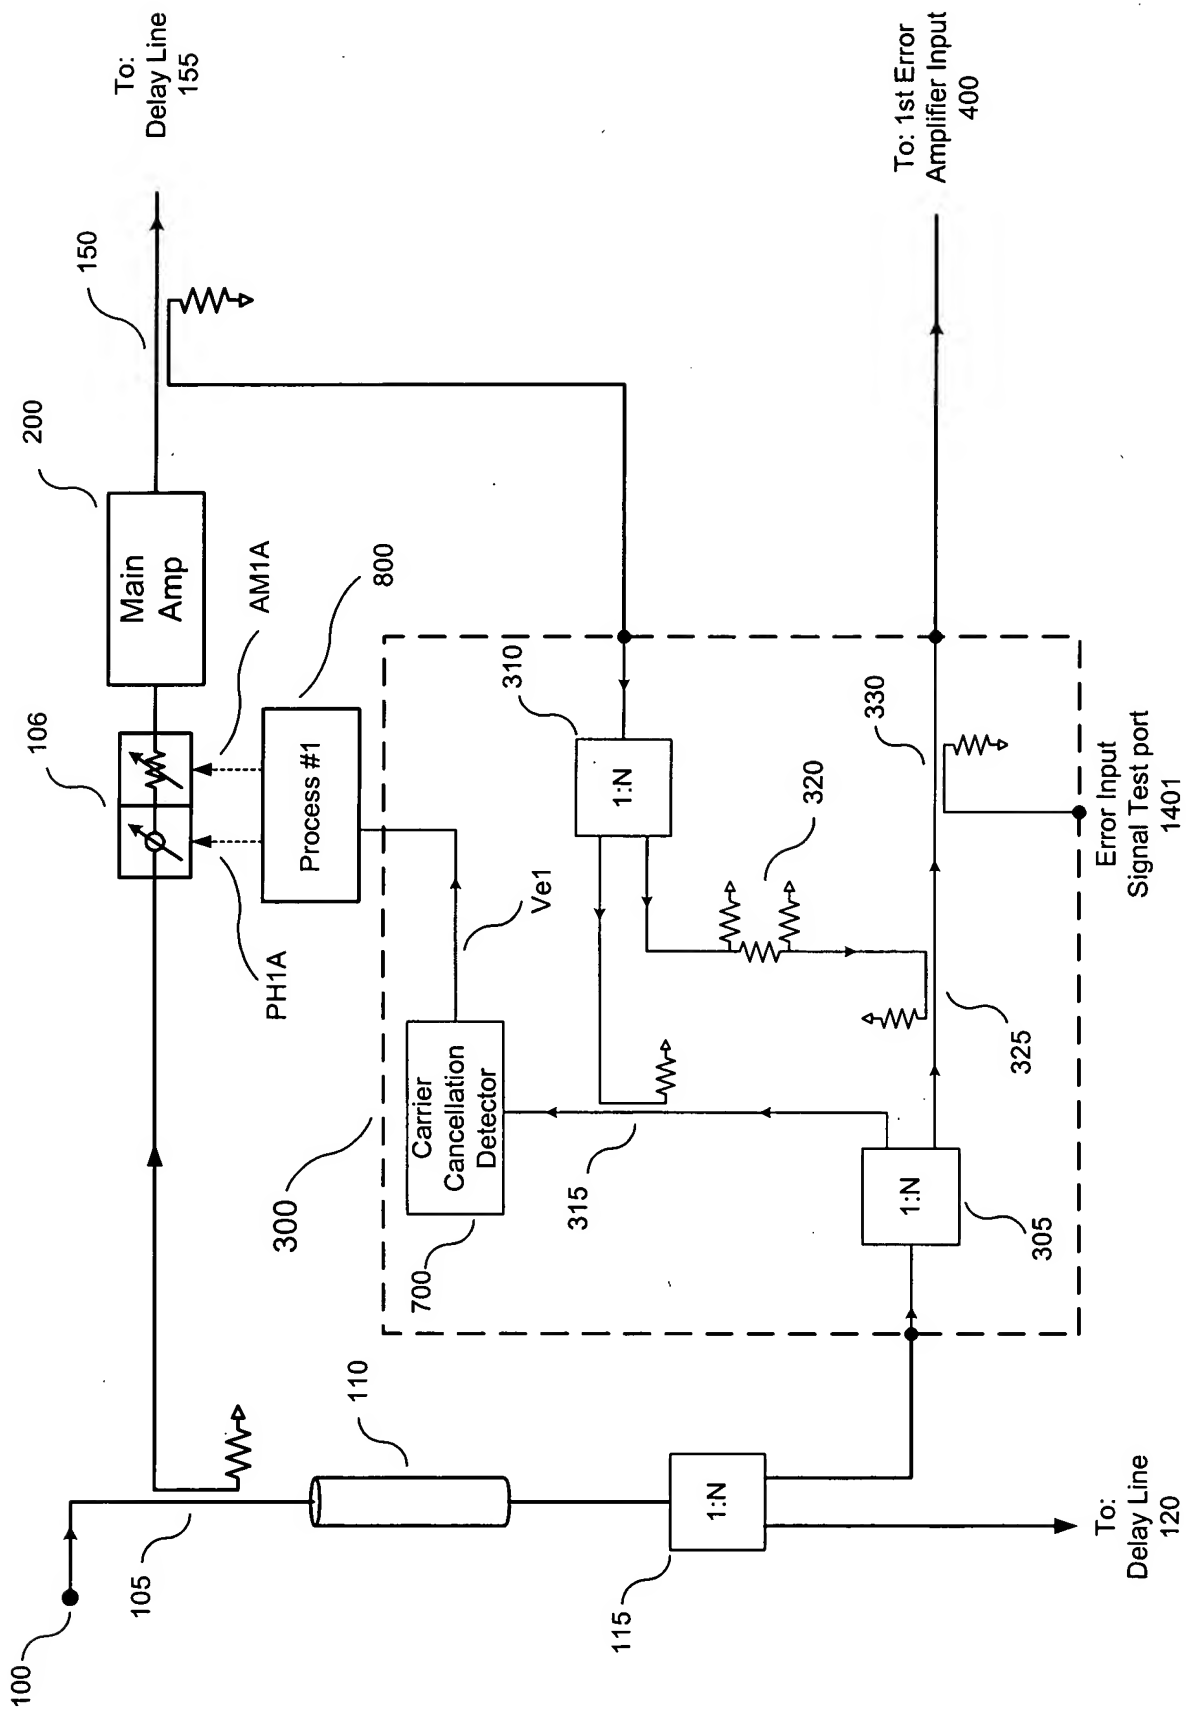 100
105
110
115
1:N
To:
Delay Line
120
106
PH1A
AM1A
Process #1
800
Main
Amp
200
150
To:
Delay Line
155
300
Carrier
Cancellation
Detector
700
Ve1
315
1:N
310
320
1:N
305
325
330
Error Input
Signal Test port
1401
To: 1st Error
Amplifier Input
400